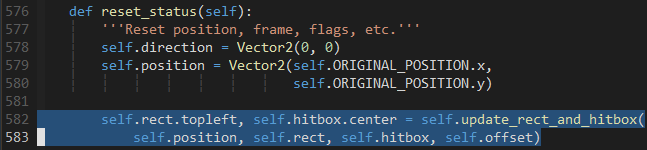 576 def reset_status(self):
577 '''Reset position, frame, flags, etc.'''
578 self.direction = Vector2(0, 0)
579 self.position = Vector2(self.ORIGINAL_POSITION.x,
580 self.ORIGINAL_POSITION.y)
581
582 self.rect.topleft, self.hitbox.center = self.update_rect_and_hitbox(
583 self.position, self.rect, self.hitbox, self.offset)